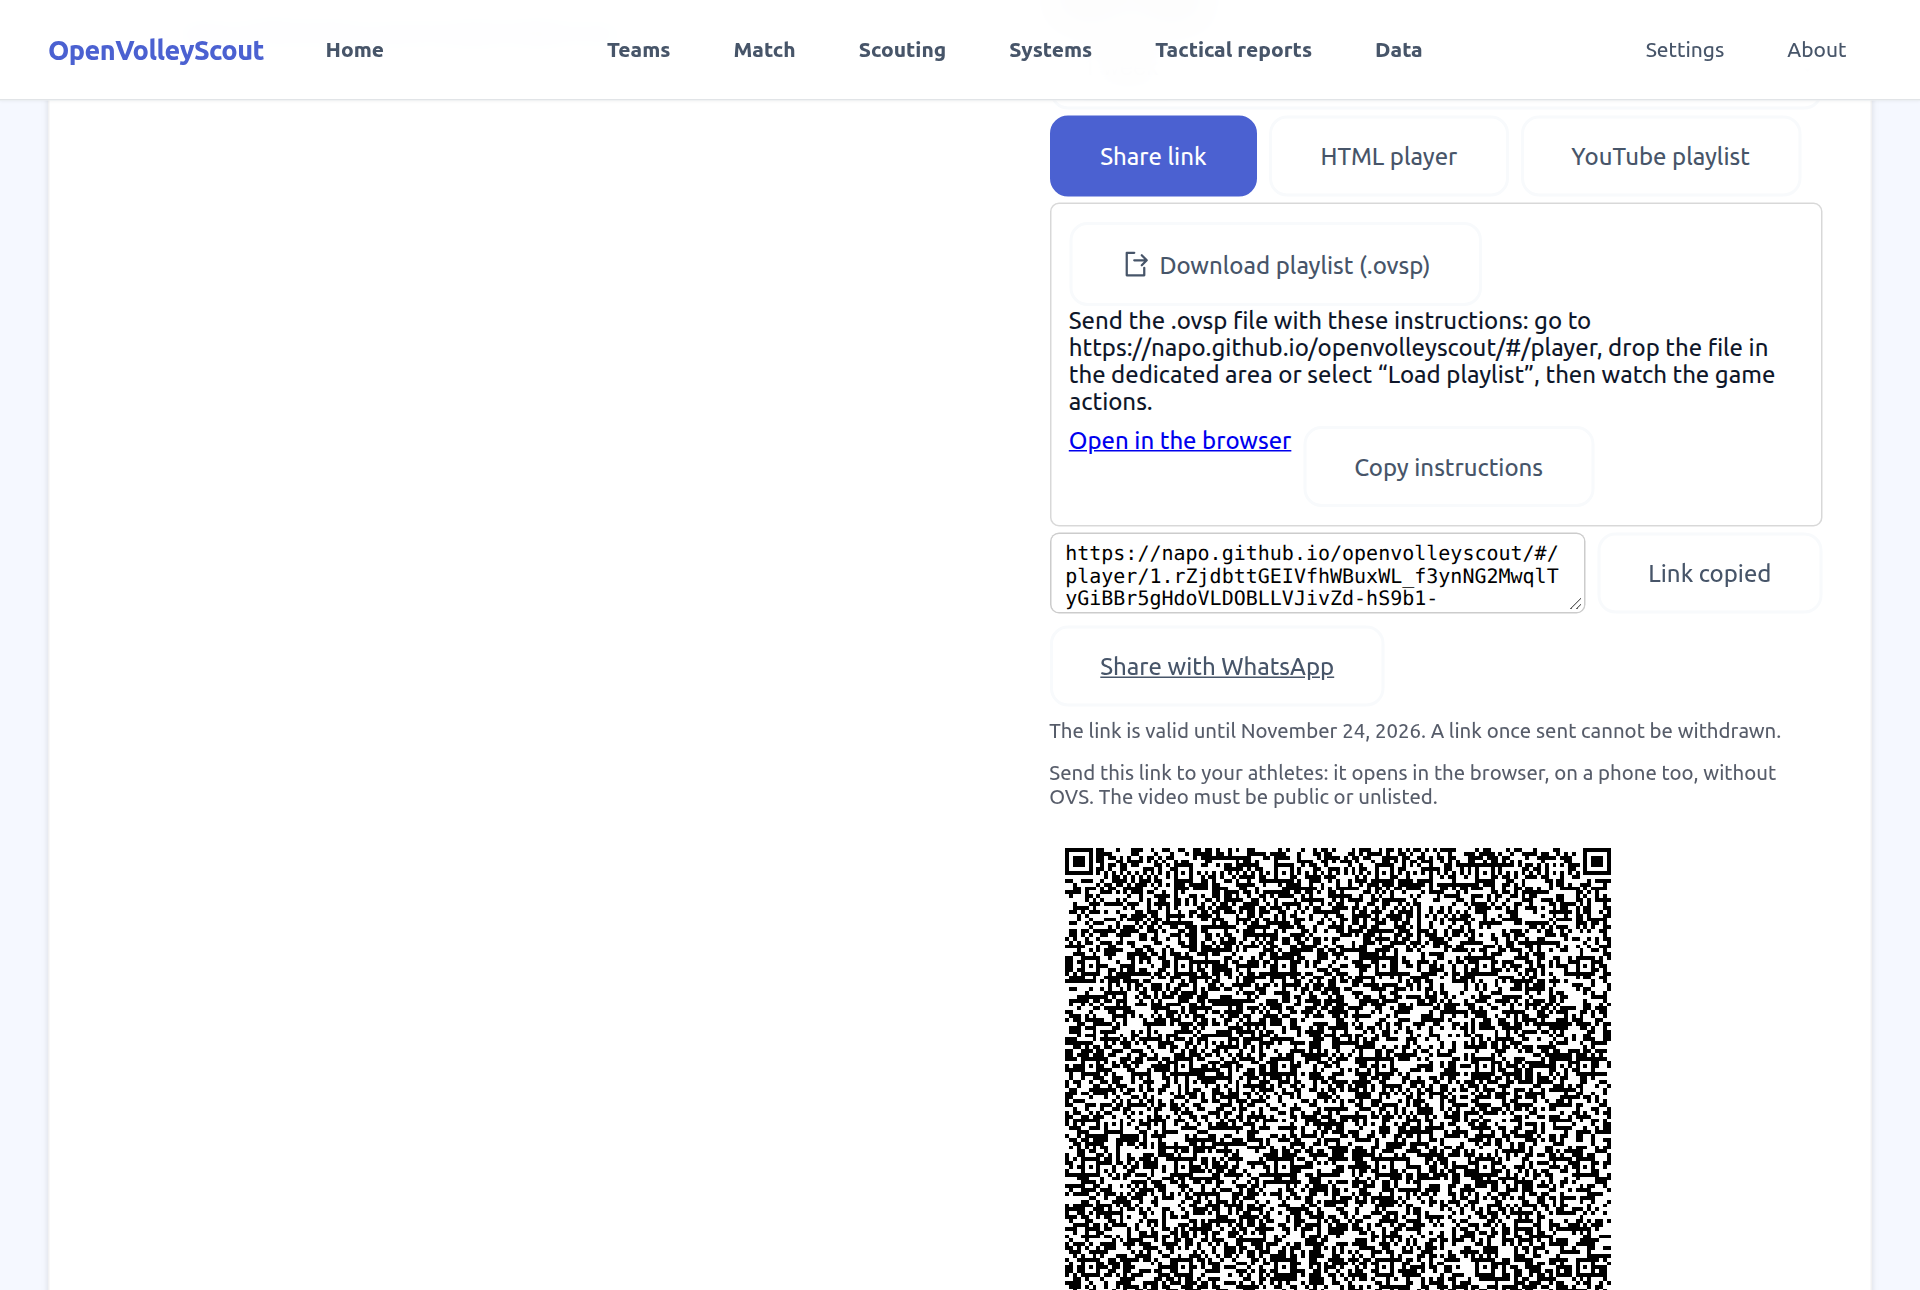 OpenVolleyScout Home Teams Match Scouting Systems Tactical reports Data Settings About
Share link HTML player YouTube playlist
Download playlist (.ovsp)
Send the .ovsp file with these instructions: go to
https://napo.github.io/openvolleyscout/#/player, drop the file in
the dedicated area or select “Load playlist”, then watch the game
actions.
Open in the browser Copy instructions
https://napo.github.io/openvolleyscout/#/
player/1.rZjdbttGEIVfhWBuxWL_f3ynNG2MwqlT
yGiBBr5gHdoVLDOBLLVJivZd-hS9b1-
Link copied
Share with WhatsApp
The link is valid until November 24, 2026. A link once sent cannot be withdrawn.
Send this link to your athletes: it opens in the browser, on a phone too, without
OVS. The video must be public or unlisted.